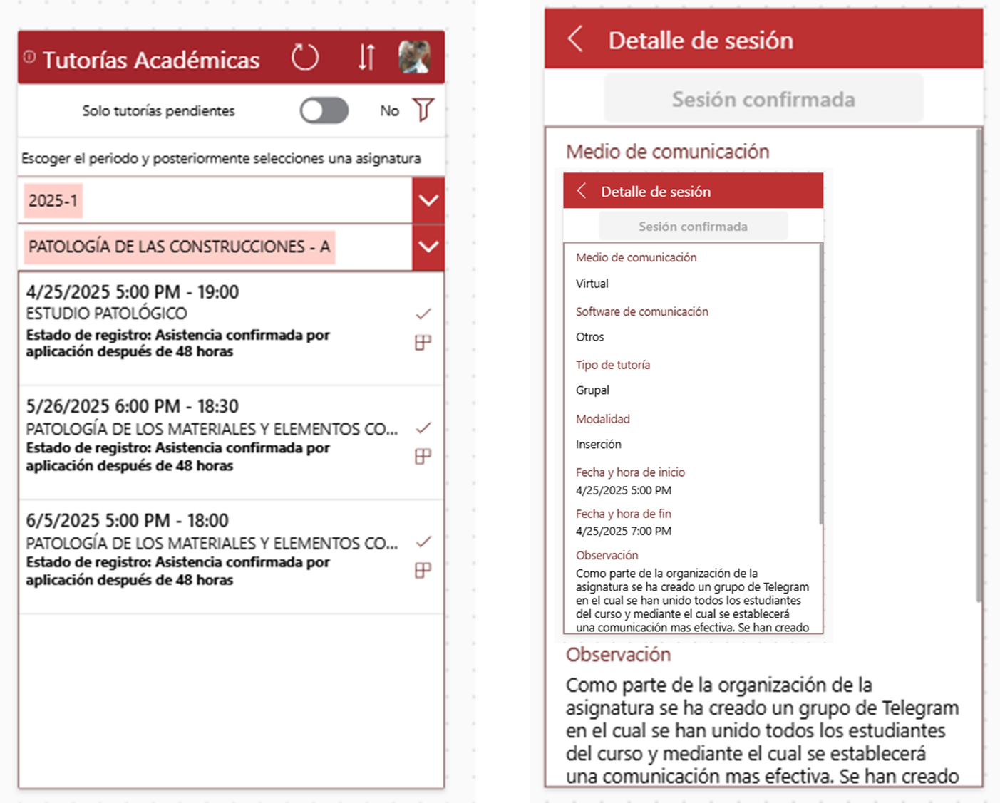 Tutorías Académicas
Solo tutorías pendientes No
Escoger el periodo y posteriormente selecciones una asignatura
2025-1
PATOLOGÍA DE LAS CONSTRUCCIONES - A
4/25/2025 5:00 PM - 19:00
ESTUDIO PATOLÓGICO
Estado de registro: Asistencia confirmada por
aplicación después de 48 horas
5/26/2025 6:00 PM - 18:30
PATOLOGÍA DE LOS MATERIALES Y ELEMENTOS CO...
Estado de registro: Asistencia confirmada por
aplicación después de 48 horas
6/5/2025 5:00 PM - 18:00
PATOLOGÍA DE LOS MATERIALES Y ELEMENTOS CO...
Estado de registro: Asistencia confirmada por
aplicación después de 48 horas
Detalle de sesión
Sesión confirmada
Medio de comunicación
Detalle de sesión
Sesión confirmada
Medio de comunicación
Virtual
Software de comunicación
Otros
Tipo de tutoría
Grupal
Modalidad
Inserción
Fecha y hora de inicio
4/25/2025 5:00 PM
Fecha y hora de fin
4/25/2025 7:00 PM
Observación
Como parte de la organización de la
asignatura se ha creado un grupo de Telegram
en el cual se han unido todos los estudiantes
del curso y mediante el cual se establecerá
una comunicación mas efectiva. Se han creado
Observación
Como parte de la organización de la
asignatura se ha creado un grupo de Telegram
en el cual se han unido todos los estudiantes
del curso y mediante el cual se establecerá
una comunicación mas efectiva. Se han creado